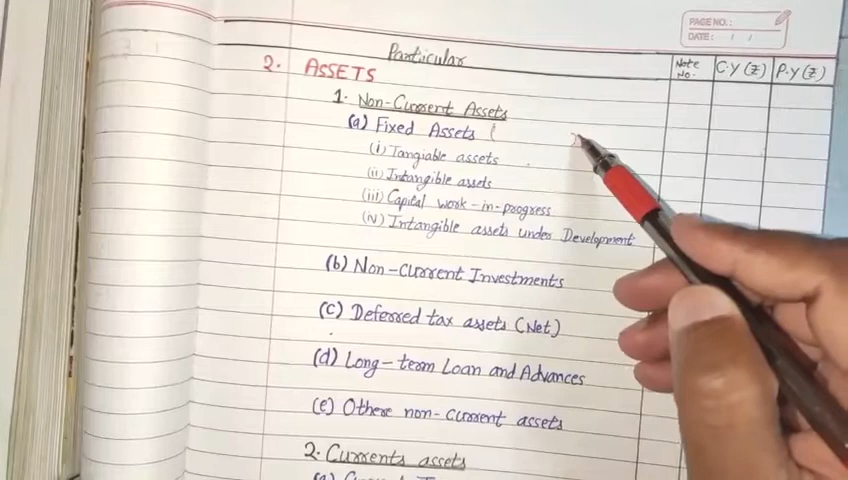 PAGE NO.:
DATE: / /
Particular
Note No.
C.Y (₹)
P.Y (₹)
2. ASSETS
1. Non-Current Assets
(a) Fixed Assets (
(i) Tangiable assets
(ii) Intangible assets
(iii) Capital work-in-progress
(iv) Intangible assets under Development
(b) Non-current Investments
(c) Deferred tax assets (Net)
(d) Long-term Loan and Advances
(e) Othere non-current assets
2. Currents assets
(a)